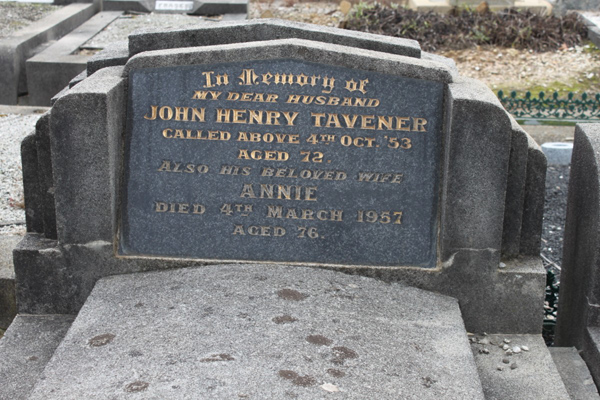 In Memory of
MY DEAR HUSBAND
JOHN HENRY TAVENER
CALLED ABOVE 4TH OCT. '53
AGED 72.
ALSO HIS BELOVED WIFE
ANNIE
DIED 4TH MARCH 1957
AGED 76.